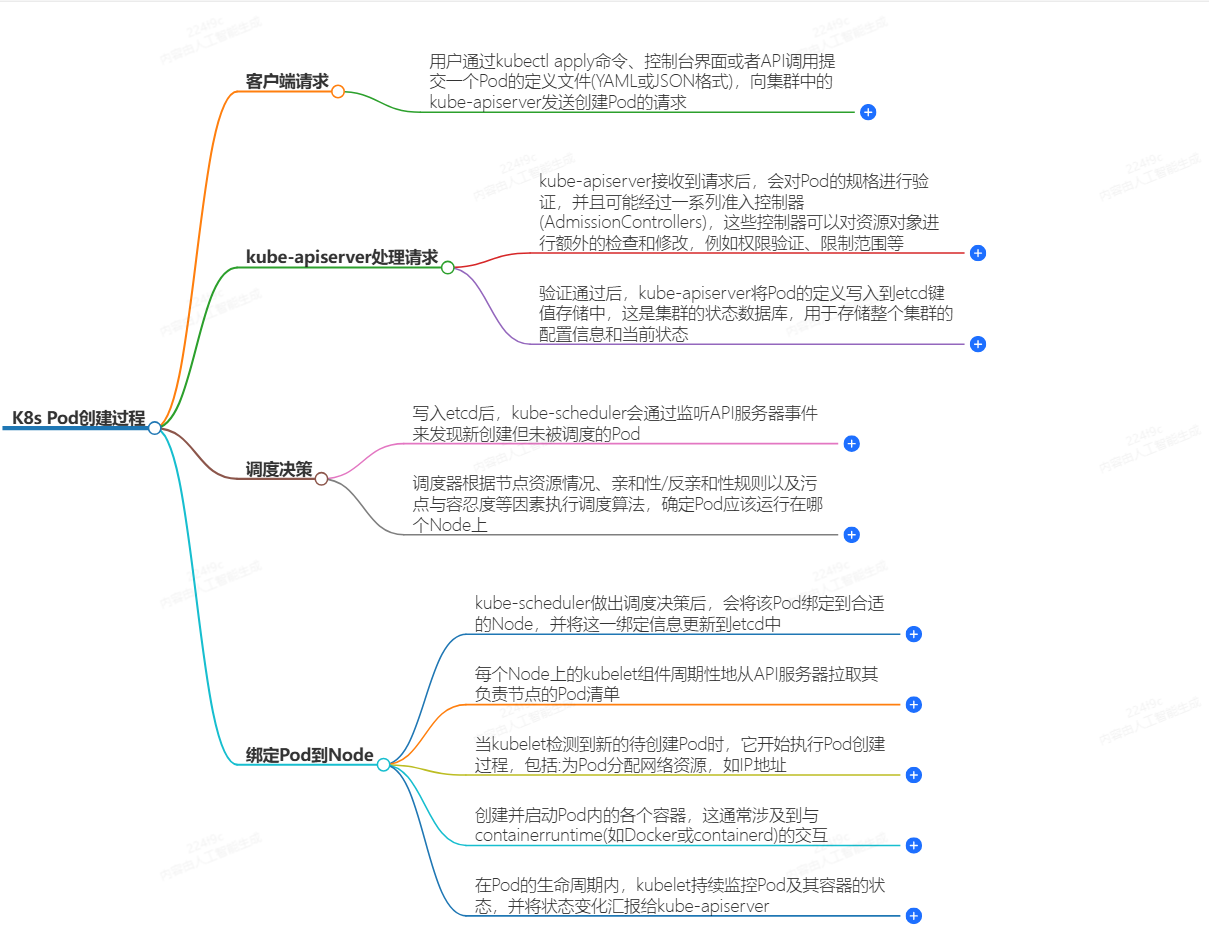 K8s Pod创建过程
客户端请求
用户通过kubectl apply命令、控制台界面或者API调用提
交一个Pod的定义文件(YAML或JSON格式)，向集群中的
kube-apiserver发送创建Pod的请求
kube-apiserver处理请求
kube-apiserver接收到请求后，会对Pod的规格进行验
证，并且可能经过一系列准入控制器
(AdmissionControllers)，这些控制器可以对资源对象进
行额外的检查和修改，例如权限验证、限制范围等
验证通过后，kube-apiserver将Pod的定义写入到etcd键
值存储中，这是集群的状态数据库，用于存储整个集群的
配置信息和当前状态
调度决策
写入etcd后，kube-scheduler会通过监听API服务器事件
来发现新创建但未被调度的Pod
调度器根据节点资源情况、亲和性/反亲和性规则以及污
点与容忍度等因素执行调度算法，确定Pod应该运行在哪
个Node上
绑定Pod到Node
kube-scheduler做出调度决策后，会将该Pod绑定到合适
的Node，并将这一绑定信息更新到etcd中
每个Node上的kubelet组件周期性地从API服务器拉取其
负责节点的Pod清单
当kubelet检测到新的待创建Pod时，它开始执行Pod创建
过程，包括:为Pod分配网络资源，如IP地址
创建并启动Pod内的各个容器，这通常涉及到与
containerruntime(如Docker或containerd)的交互
在Pod的生命周期内，kubelet持续监控Pod及其容器的状
态，并将状态变化汇报给kube-apiserver